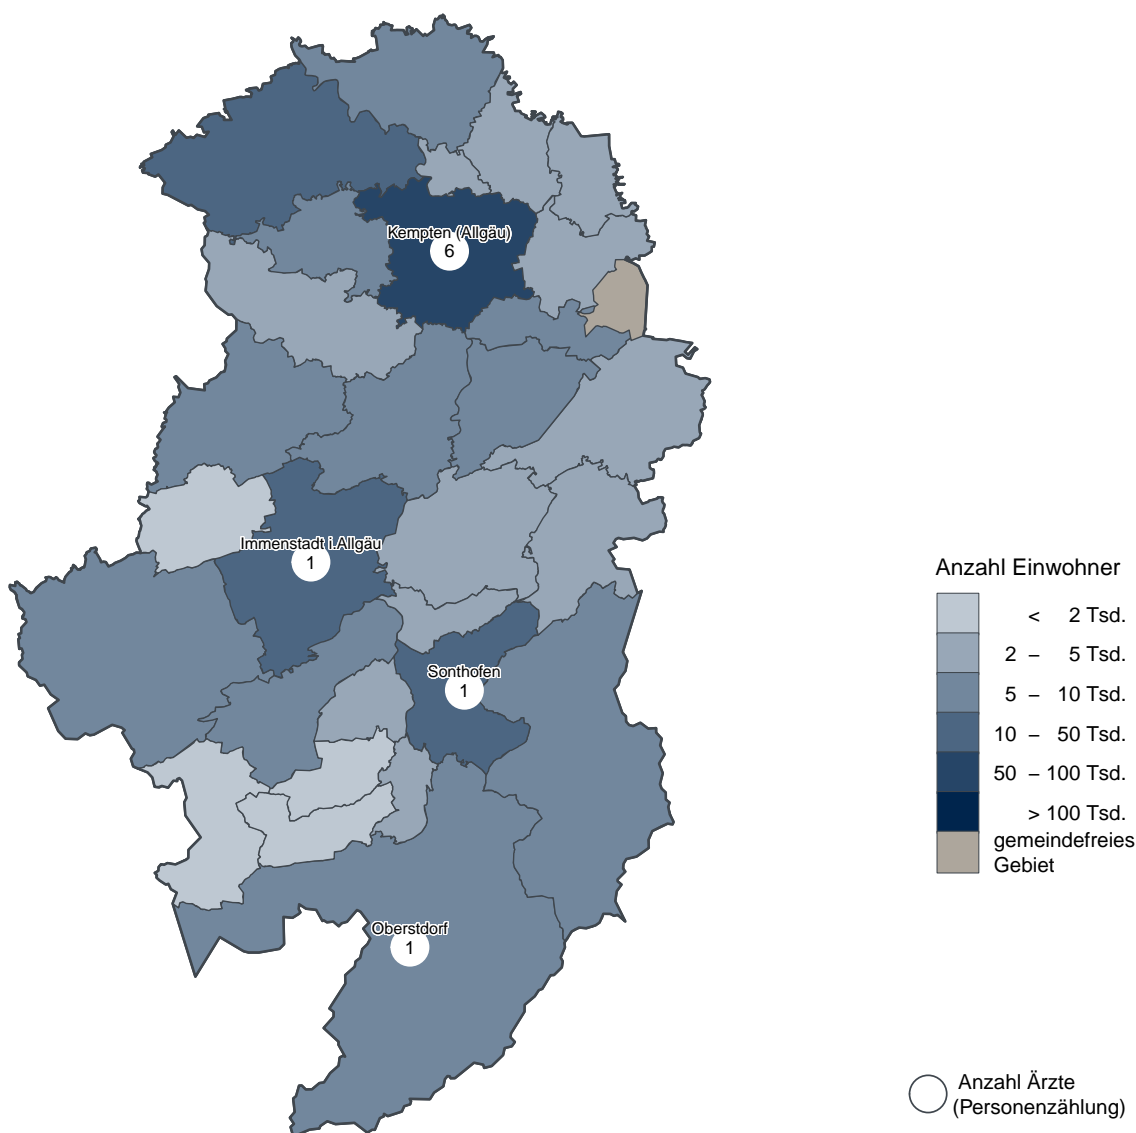 Kempten (Allgäu)
6
Immenstadt i.Allgäu
1
Sonthofen
1
Oberstdorf
1
Anzahl Einwohner
< 2 Tsd.
2 – 5 Tsd.
5 – 10 Tsd.
10 – 50 Tsd.
50 – 100 Tsd.
> 100 Tsd.
gemeindefreies
Gebiet
Anzahl Ärzte
(Personenzählung)